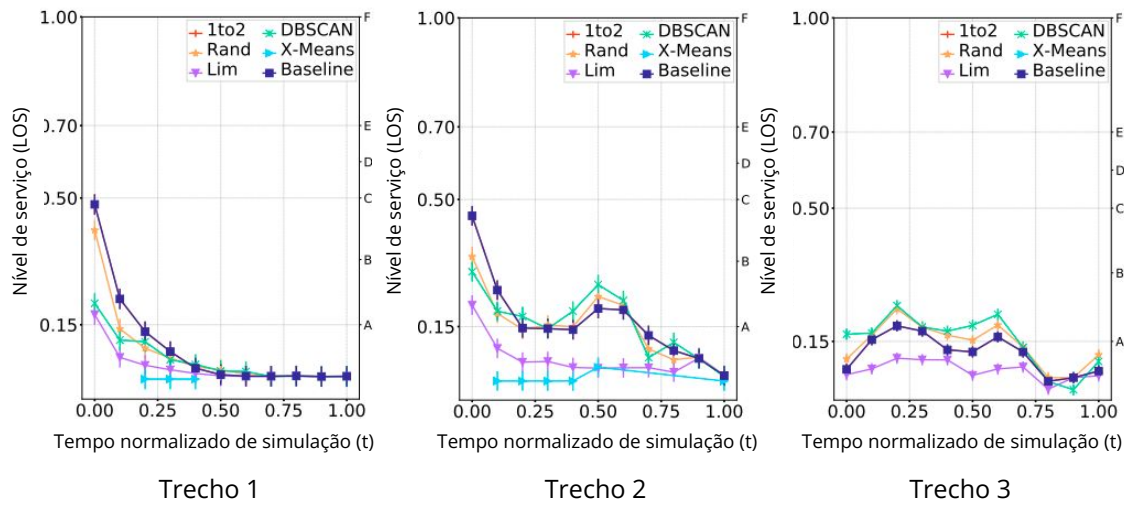 1.00
0.70
).50
0.15
F
E
D
C
B
A
1to2 DBSCAN
Rand X-Means
Lim Baseline
Nível de serviço (LOS)
0.00 0.25 0.50 0.75 1.00
Tempo normalizado de simulação (t)
Trecho 1
1.00
0.70
0.50
0.15
F
E
D
C
B
A
1to2 DBSCAN
Rand X-Means
Lim Baseline
Nível de serviço (LOS)
0.00 0.25 0.50 0.75 1.00
Tempo normalizado de simulação (t)
Trecho 2
1.00
0.70
0.50
0.15
F
E
D
C
B
A
1to2 DBSCAN
Rand X-Means
Lim Baseline
Nível de serviço (LOS)
0.00 0.25 0.50 0.75 1.00
Tempo normalizado de simulação (t)
Trecho 3